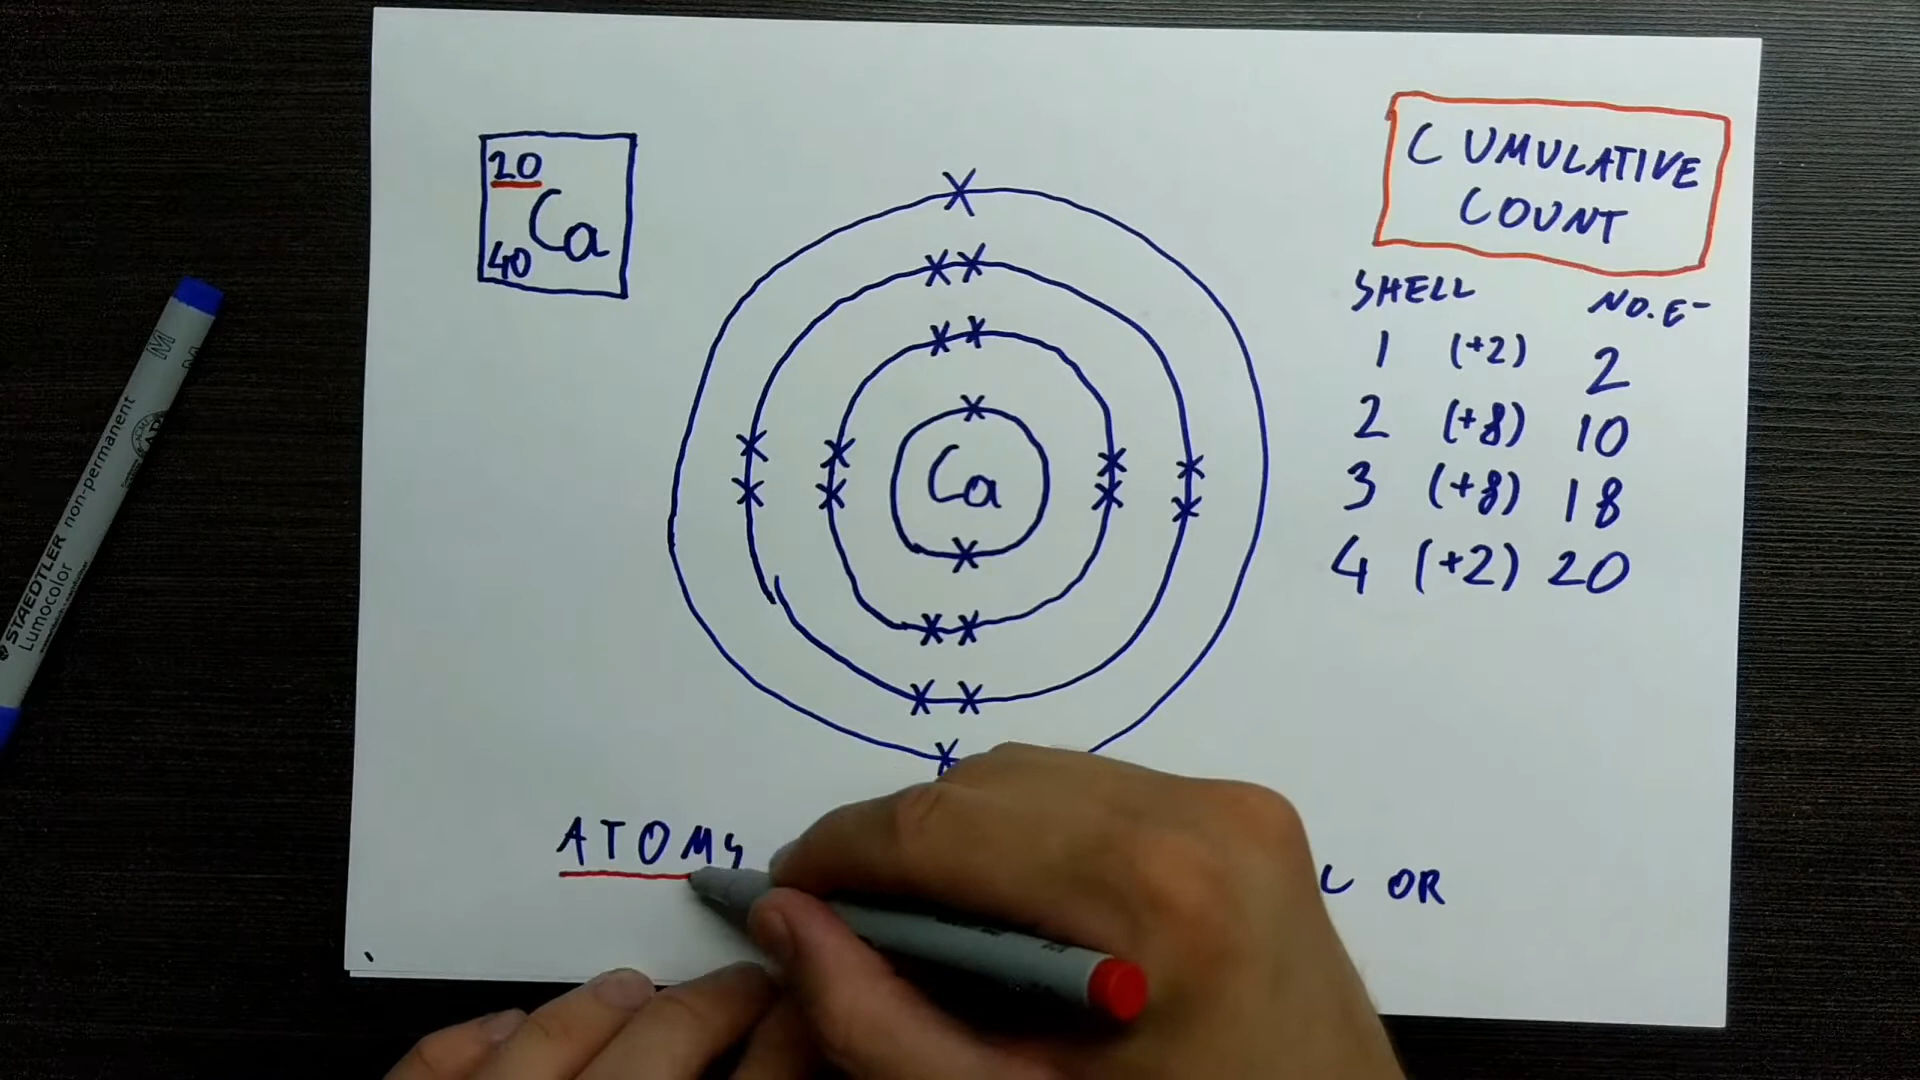 20
Ca
40
Ca
CUMULATIVE
COUNT
SHELL NO. E-
1 (+2) 2
2 (+8) 10
3 (+8) 18
4 (+2) 20
ATOMS
OR
STAEDTLER non-permanent
Lumocolor
M